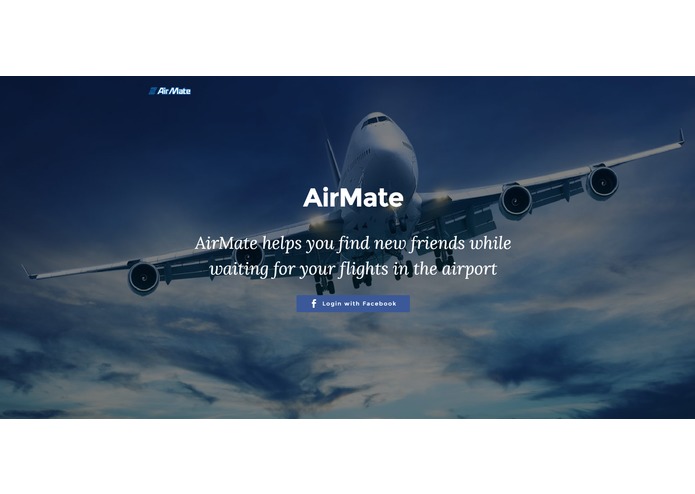 AirMate
AirMate
AirMate helps you find new friends while
waiting for your flights in the airport
f Login with Facebook